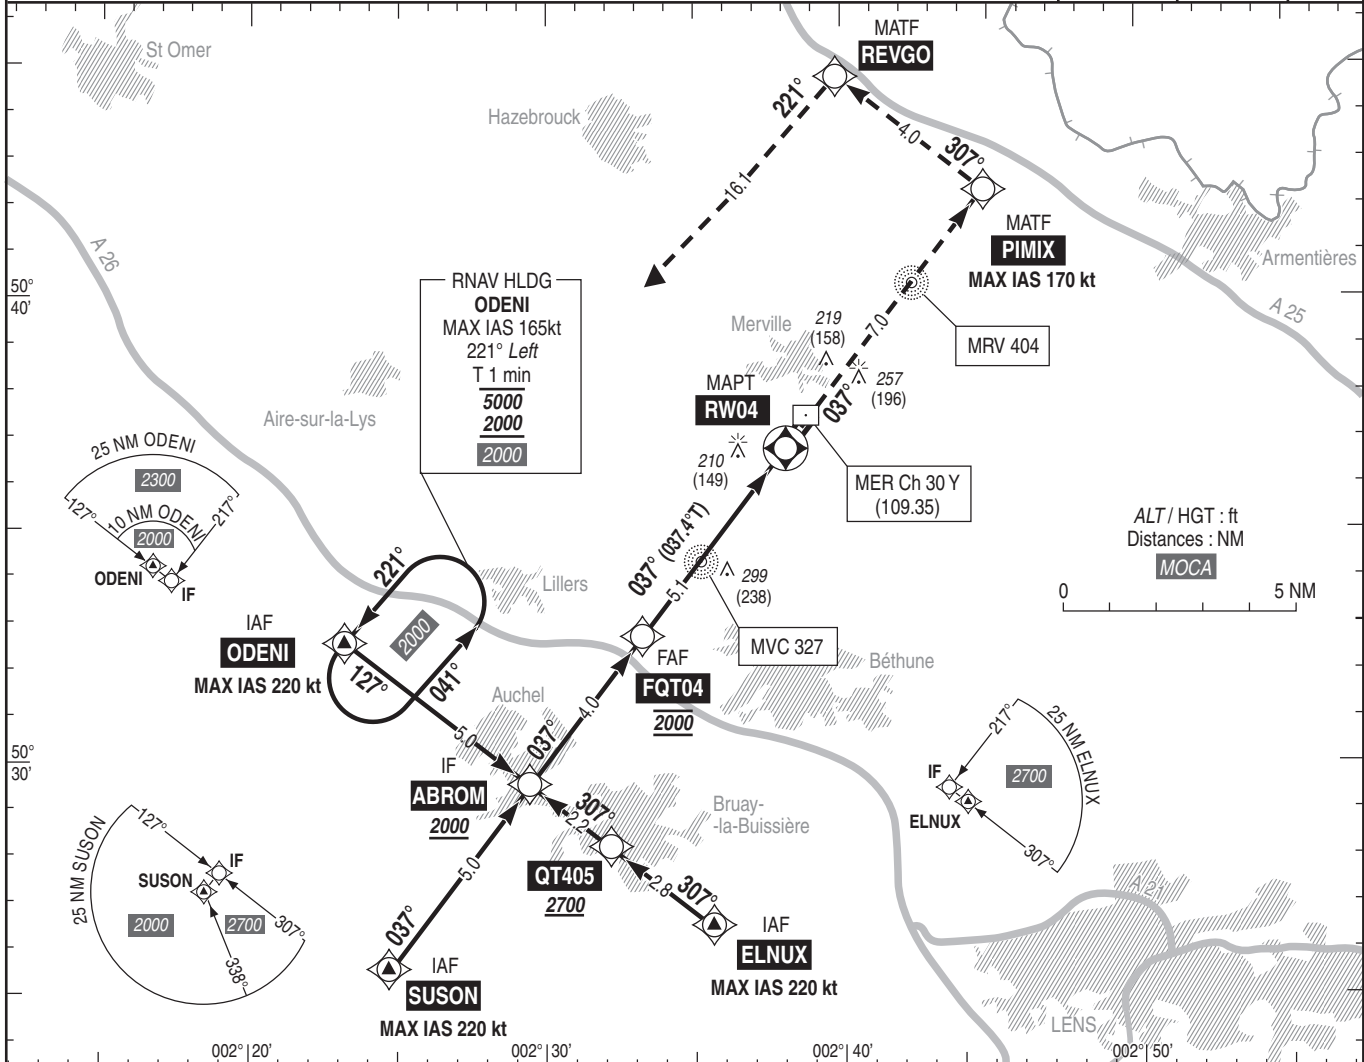 MATF
REVGO
St Omer
221°
Hazebrouck
4.0
307°
16.1
MATF
PIMIX
MAX IAS 170 kt
Armentières
A 26
A 25
50°
40'
RNAV HLDG
ODENI
MAX IAS 165kt
221° Left
T 1 min
5000
2000
2000
Merville
219
(158)
7.0
MRV 404
257
(196)
MAPT
RW04
037°
Aire-sur-la-Lys
25 NM ODENI
2300
127°
10 NM ODENI
217°
2000
ODENI
IF
210
(149)
MER Ch 30 Y
(109.35)
ALT / HGT : ft
Distances : NM
MOCA
0 5 NM
037° (037.4°T)
5.1
299
(238)
221°
Lillers
2000
IAF
ODENI
MAX IAS 220 kt
127°
041°
MVC 327
FAF
FQT04
2000
Béthune
Auchel
5.0
4.0
037°
50°
30'
IF
ABROM
2000
307°
2.2
Bruay-
-la-Buissière
QT405
2700
2.8
307°
IAF
ELNUX
MAX IAS 220 kt
217°
25 NM ELNUX
2700
IF
ELNUX
307°
127°
25 NM SUSON
IF
SUSON
2000
2700
307°
338°
5.0
037°
IAF
SUSON
MAX IAS 220 kt
A 21
LENS
002° 20'
002° 30'
002° 40'
002° 50'